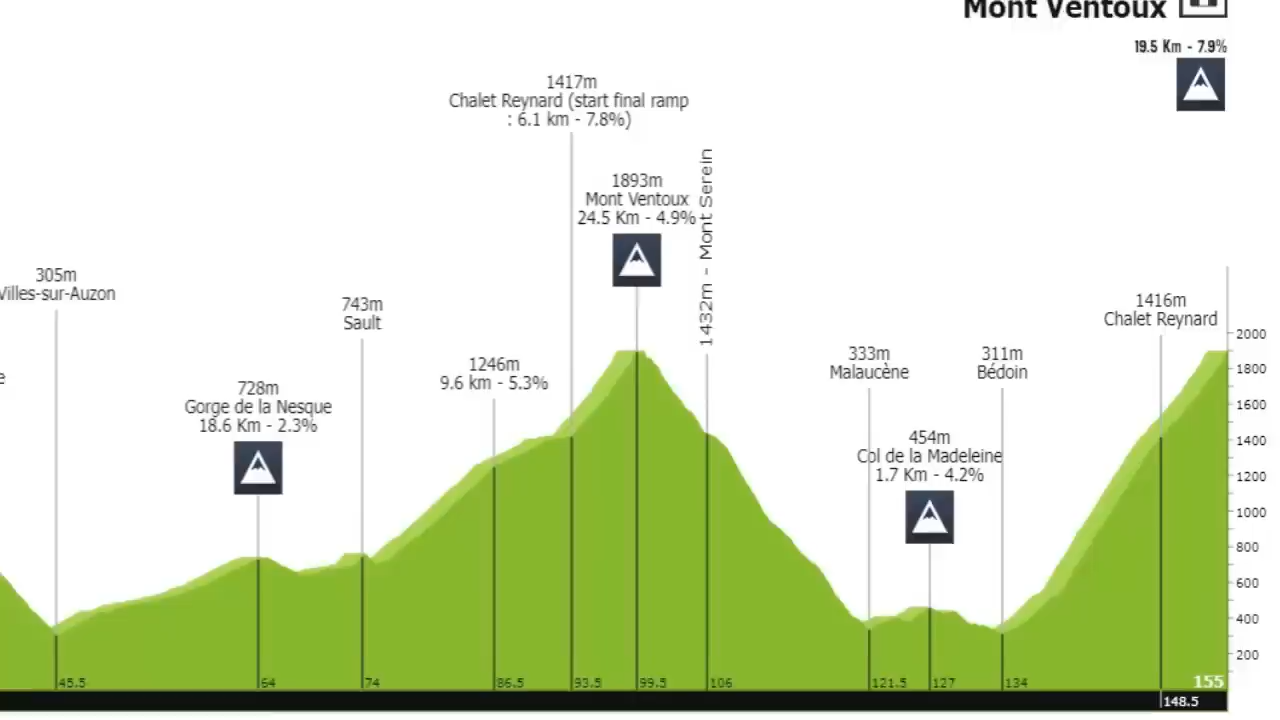 Mont Ventoux
19.5 Km - 7.9%
1417m
Chalet Reynard (start final ramp
: 6.1 km - 7.8%)
1893m
Mont Ventoux
24.5 Km - 4.9%
1432m - Mont Serein
305m
Villes-sur-Auzon
743m
Sault
1416m
Chalet Reynard
1246m
9.6 km - 5.3%
333m
Malaucène
311m
Bédoin
e
728m
Gorge de la Nesque
18.6 Km - 2.3%
454m
Col de la Madeleine
1.7 Km - 4.2%
2000
1800
1600
1400
1200
1000
800
600
400
200
45.5
64
74
86.5
93.5
99.5
106
121.5
127
134
155
148.5